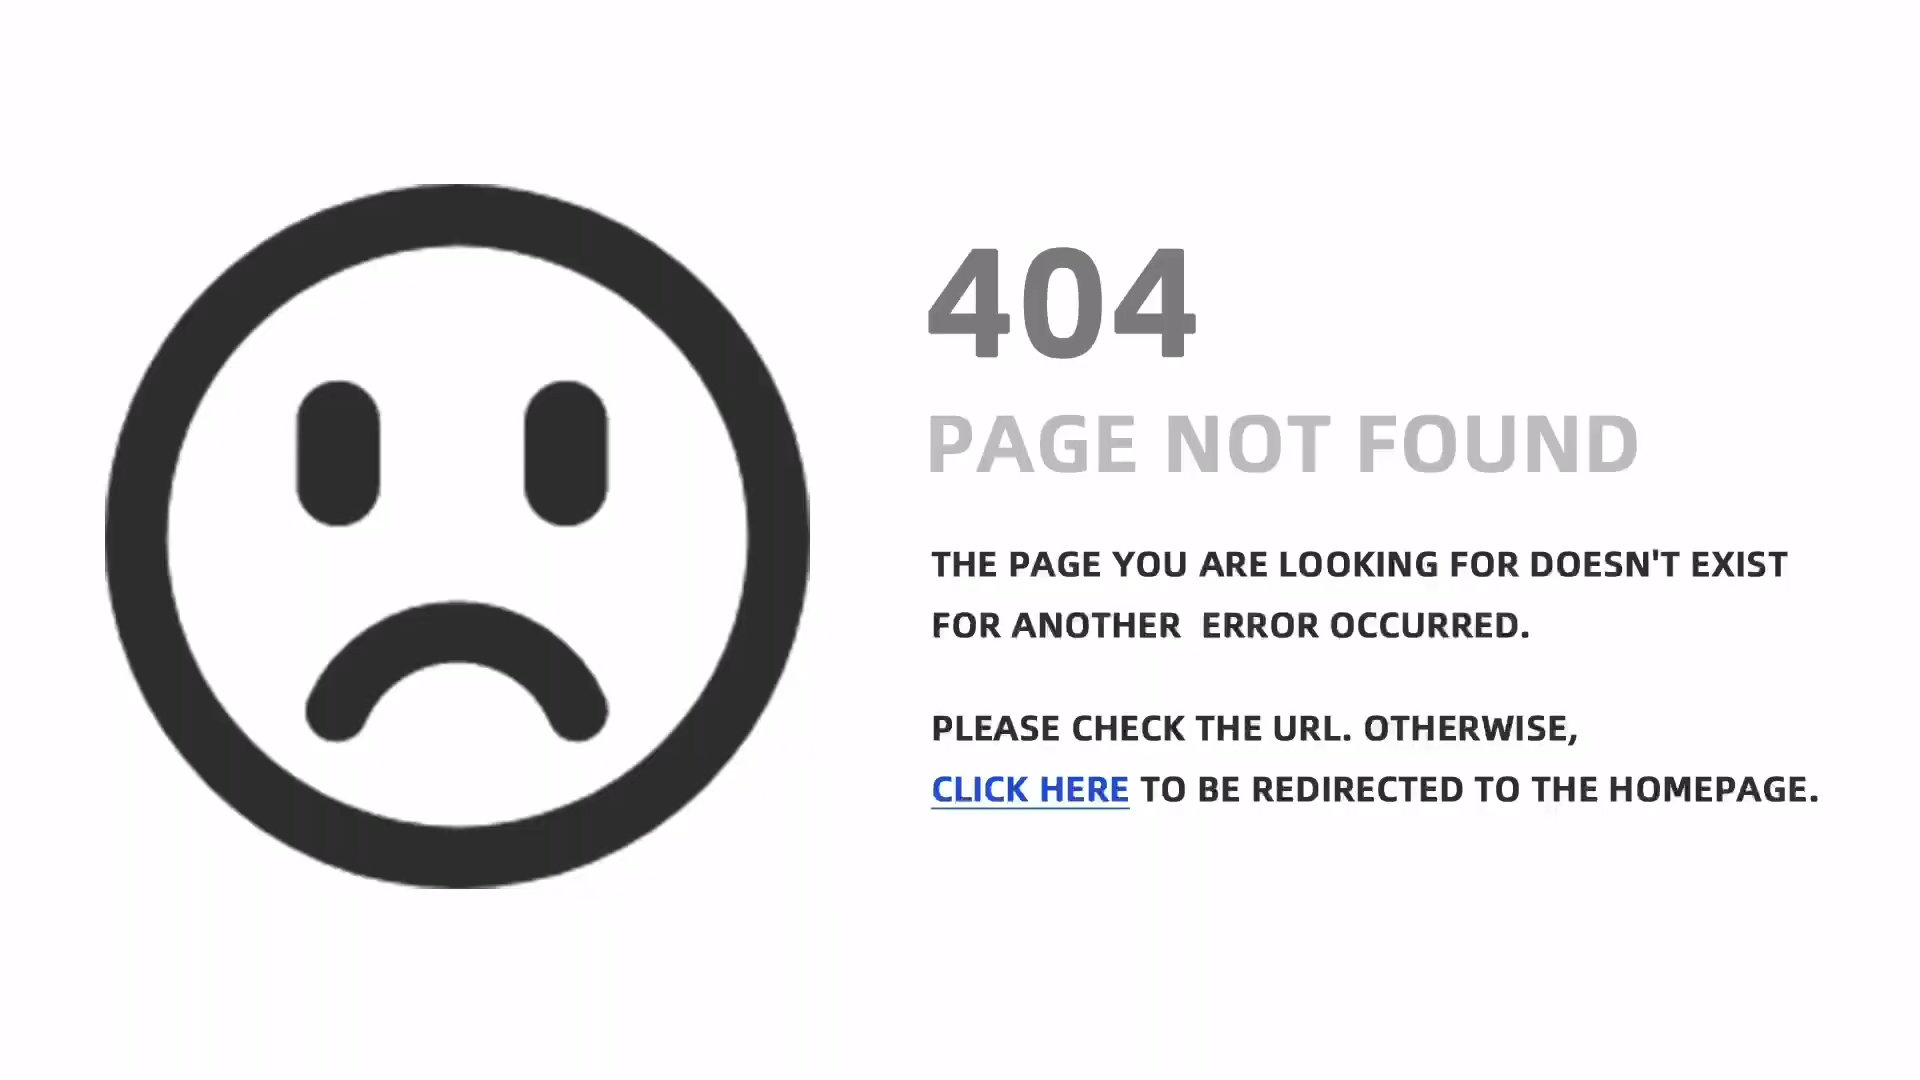 404
PAGE NOT FOUND
THE PAGE YOU ARE LOOKING FOR DOESN'T EXIST
FOR ANOTHER  ERROR OCCURRED.
PLEASE CHECK THE URL. OTHERWISE,
CLICK HERE TO BE REDIRECTED TO THE HOMEPAGE.